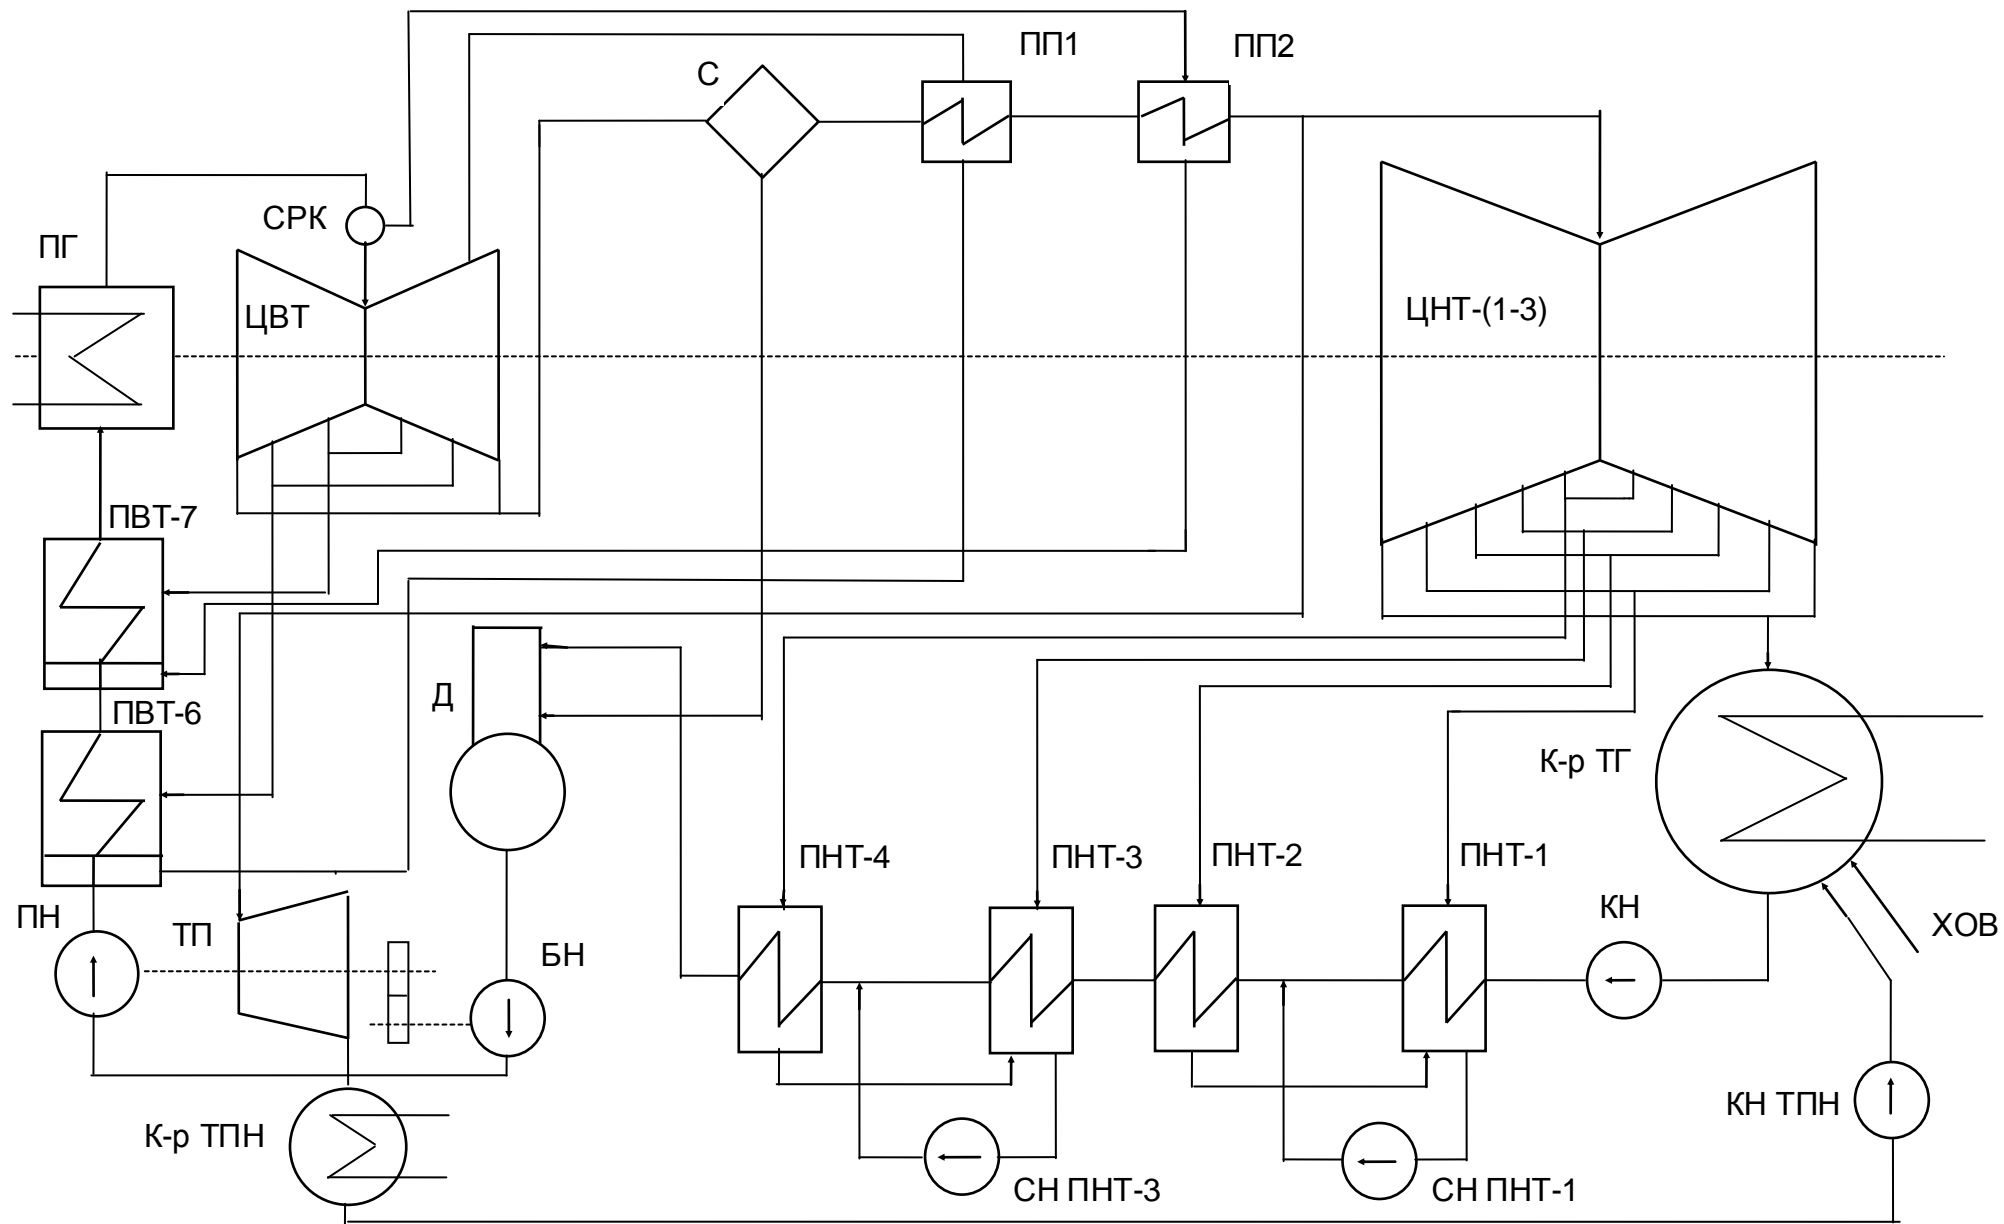 ПП1
ПП2
С
СРК
ПГ
ЦВТ
ЦНТ-(1-3)
ПВТ-7
Д
ПВТ-6
К-р ТГ
ПНТ-4
ПНТ-3
ПНТ-2
ПНТ-1
ПН
ТП
БН
КН
ХОВ
К-р ТПН
КН ТПН
СН ПНТ-3
СН ПНТ-1